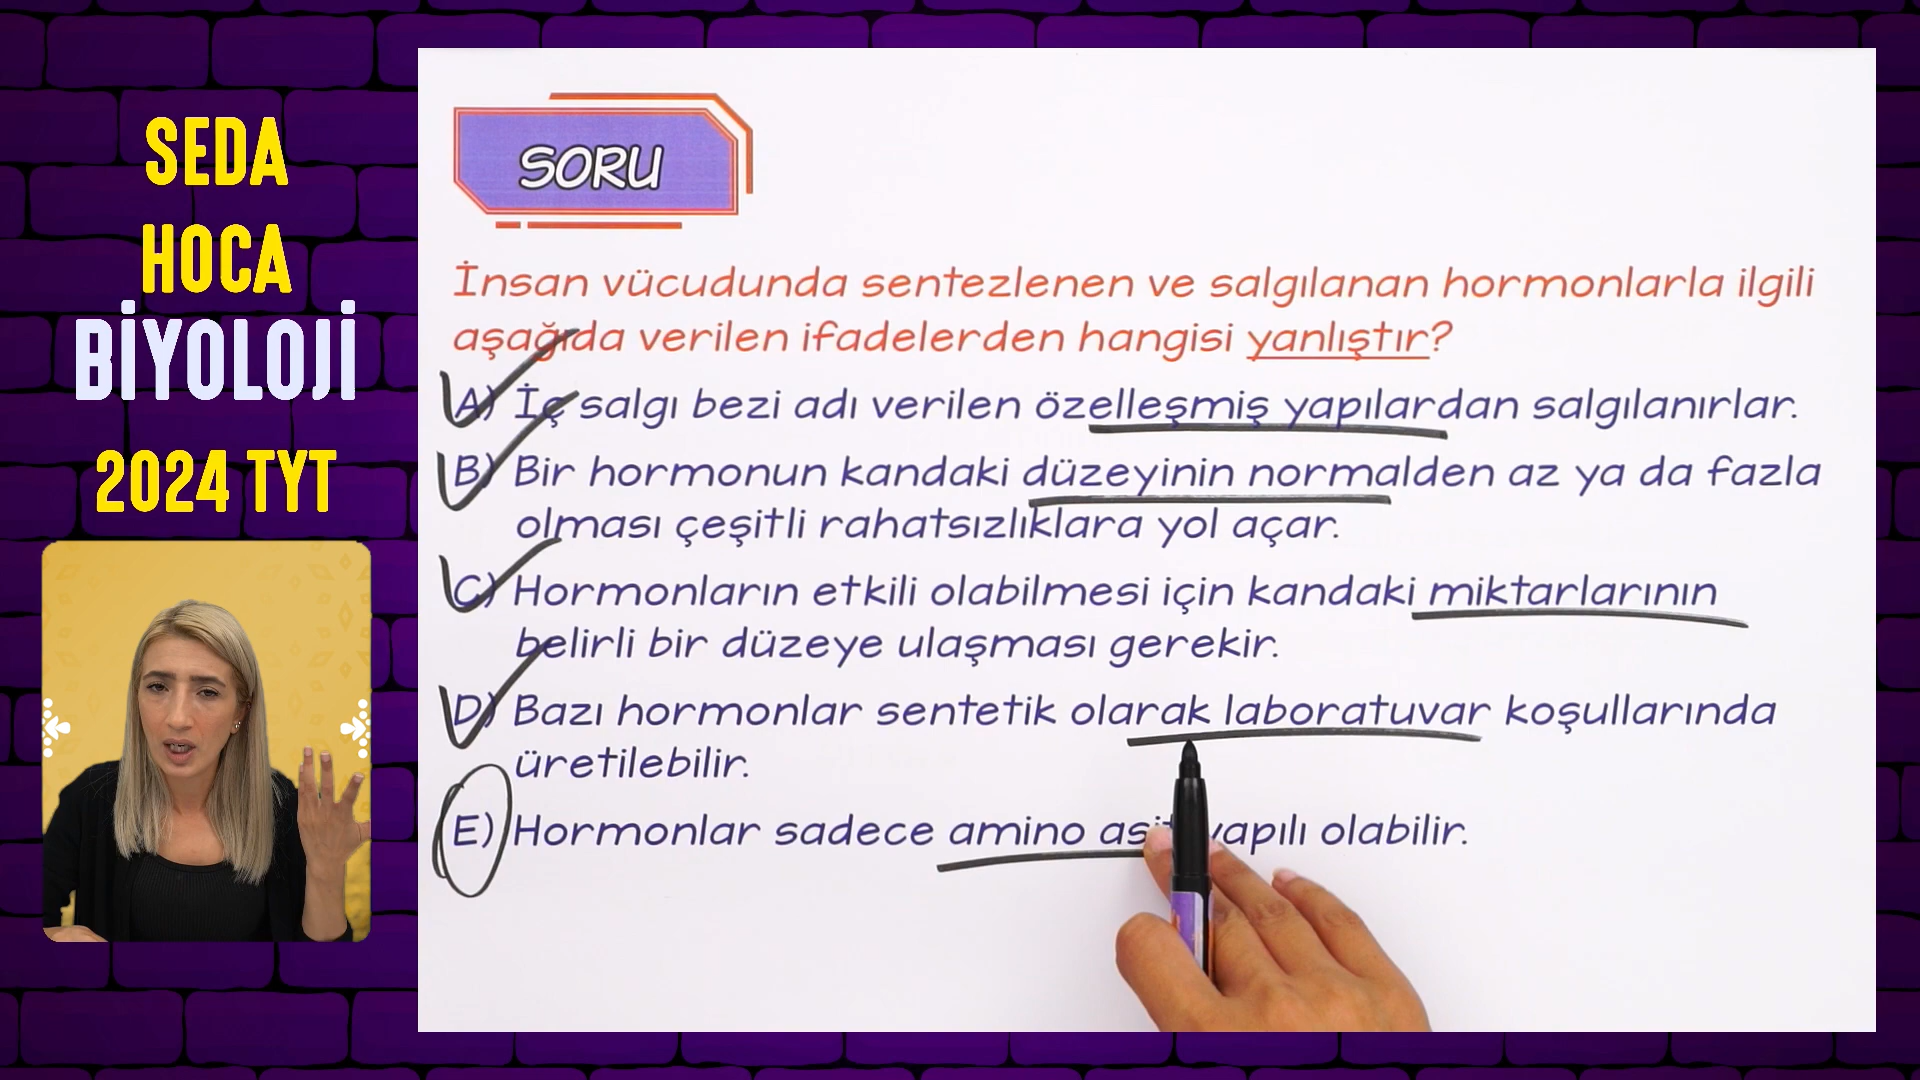 SEDA
HOCA
BİYOLOJİ
2024 TYT
SORU
İnsan vücudunda sentezlenen ve salgılanan hormonlarla ilgili
aşağıda verilen ifadelerden hangisi yanlıştır?
A) İç salgı bezi adı verilen özelleşmiş yapılardan salgılanırlar.
B) Bir hormonun kandaki düzeyinin normalden az ya da fazla
olması çeşitli rahatsızlıklara yol açar.
C) Hormonların etkili olabilmesi için kandaki miktarlarının
belirli bir düzeye ulaşması gerekir.
D) Bazı hormonlar sentetik olarak laboratuvar koşullarında
üretilebilir.
E) Hormonlar sadece amino asit yapılı olabilir.